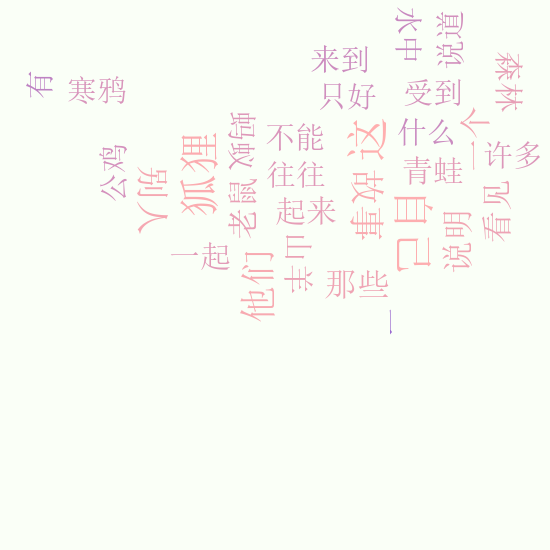 水中
说道
来到
森林
有
寒鸦
只好
受到
一个
蚂蚁
不能
这
什么
许多
公鸡
别人
狐狸
往往
青蛙
老鼠
故事
起来
自己
说明
看见
一起
他们
山羊
那些
一